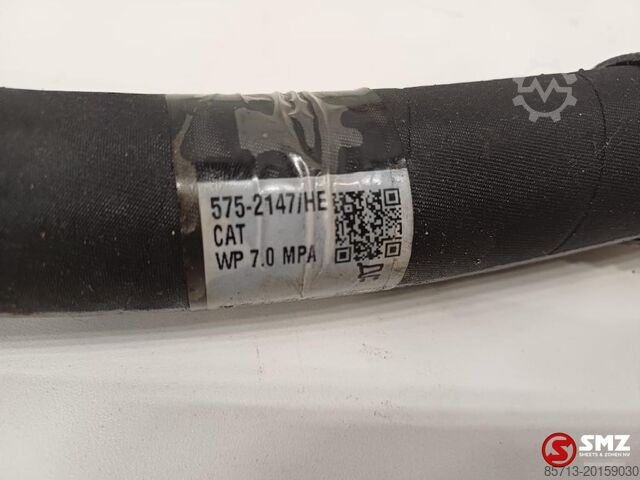 575-2147/HE
CAT
WP 7.0 MPA
SMZ
SMEETS & ZONEN NV
85713-20159030